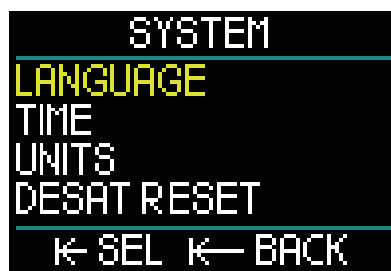 SYSTEM
LANGUAGE
TIME
UNITS
DESAT RESET
SEL BACK